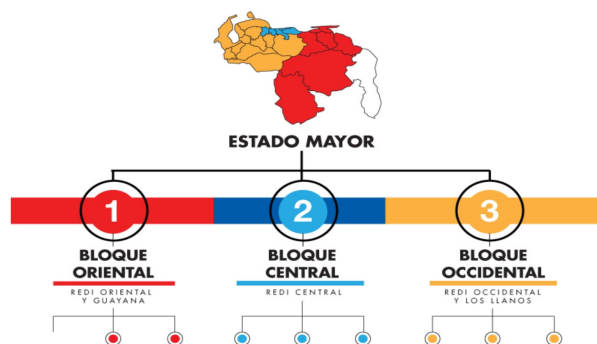 ESTADO MAYOR
1
2
3
BLOQUE
ORIENTAL
REDI ORIENTAL
Y GUAYANA
BLOQUE
CENTRAL
REDI CENTRAL
BLOQUE
OCCIDENTAL
REDI OCCIDENTAL
Y LOS LLANOS